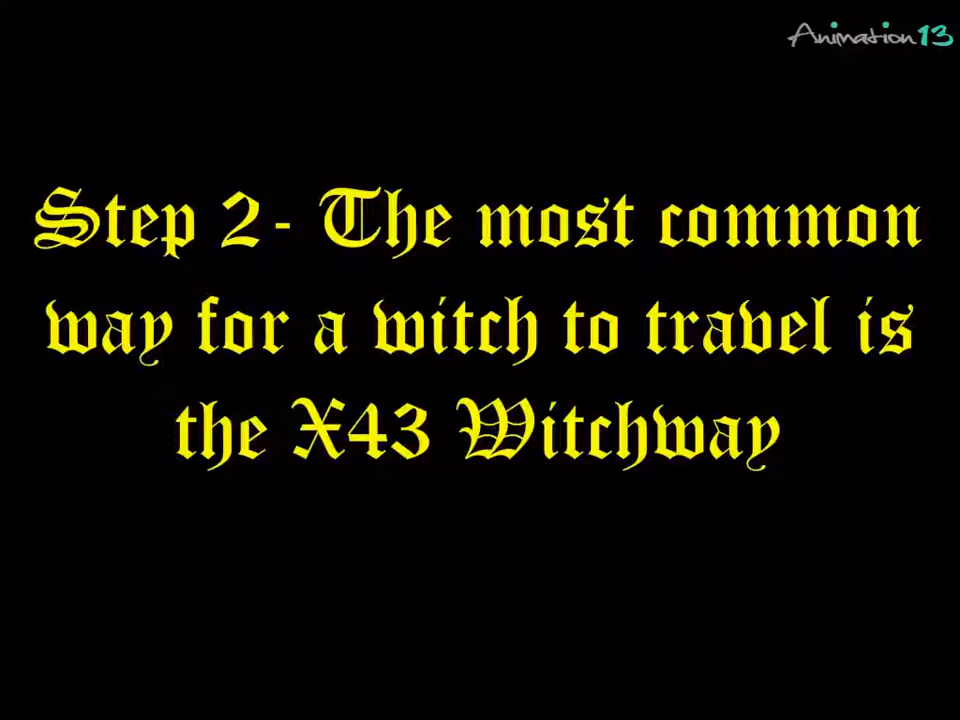 Animation13
Step 2- The most common
way for a witch to travel is
the X43 Witchway